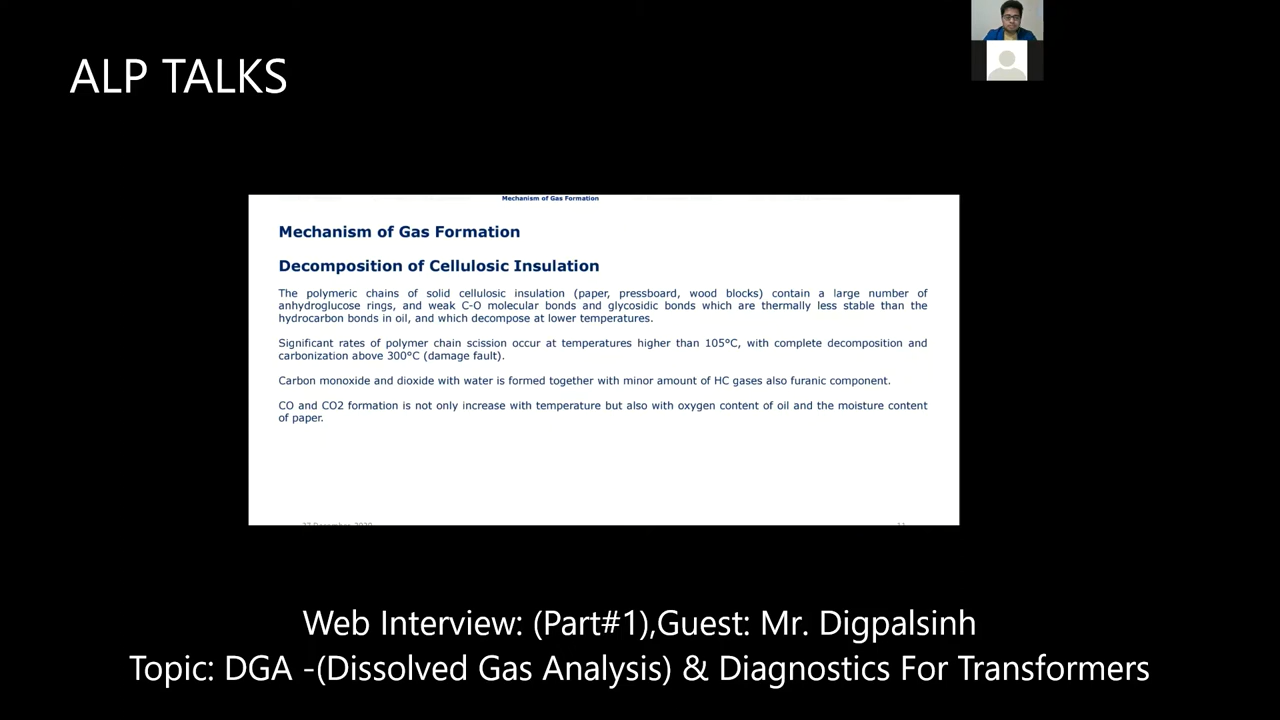 ALP TALKS
Mechanism of Gas Formation
Mechanism of Gas Formation
Decomposition of Cellulosic Insulation
The polymeric chains of solid cellulosic insulation (paper, pressboard, wood blocks) contain a large number of
anhydroglucose rings, and weak C-O molecular bonds and glycosidic bonds which are thermally less stable than the
hydrocarbon bonds in oil, and which decompose at lower temperatures.
Significant rates of polymer chain scission occur at temperatures higher than 105°C, with complete decomposition and
carbonization above 300°C (damage fault).
Carbon monoxide and dioxide with water is formed together with minor amount of HC gases also furanic component.
CO and CO2 formation is not only increase with temperature but also with oxygen content of oil and the moisture content
of paper.
Web Interview: (Part#1),Guest: Mr. Digpalsinh
Topic: DGA -(Dissolved Gas Analysis) & Diagnostics For Transformers